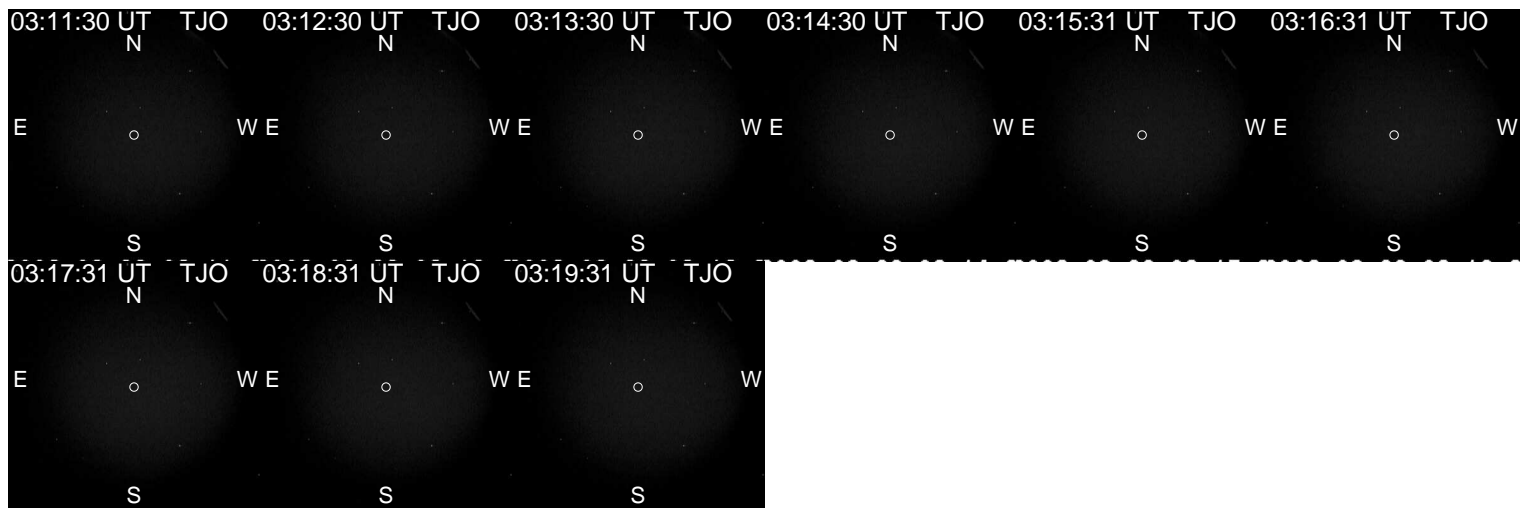 03:11:30 UT TJO 03:12:30 UT TJO 03:13:30 UT TJO 03:14:30 UT TJO 03:15:31 UT TJO 03:16:31 UT TJO
N N N N N N
E W E W E W E W E W E W
S S S S S S
03:17:31 UT TJO 03:18:31 UT TJO 03:19:31 UT TJO
N N N
E W E W E W
S S S